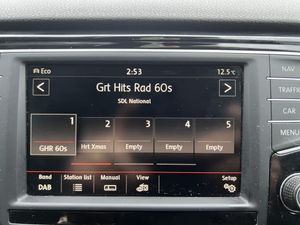 Eco 2:53 12.5°C
Grt Hits Rad 60s
SDL National
1 2 3 4 5
GHR 60s Hrt Xmas Empty Empty Empty
Band Station list Manual View Setup
DAB
NAV
TRAFFIC
CAR
MENU